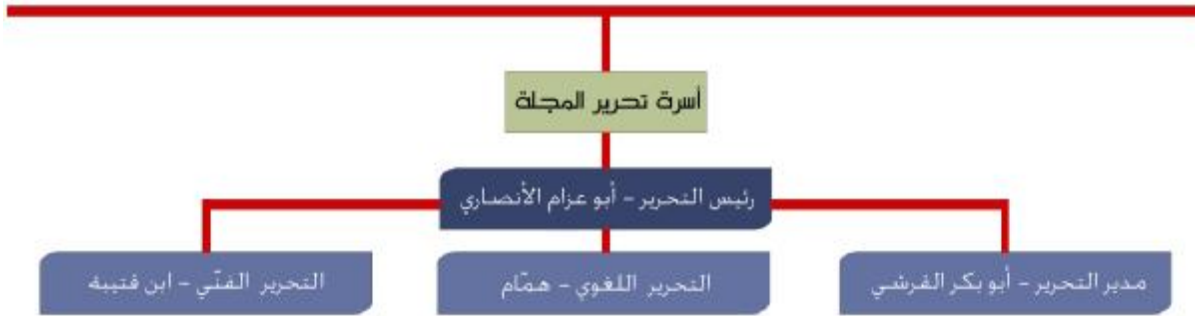 أسرة تحرير المجلة
رئيس التحرير – أبو عزام الأنصاري
مدير التحرير – أبو بكر القرشي
التحرير اللغوي – همّام
التحرير الفنّي – ابن قتيبة